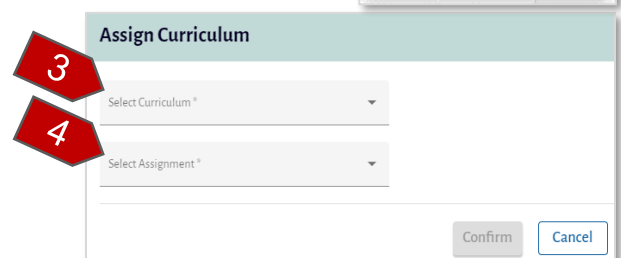 Assign Curriculum
3
Select Curriculum *
4
Select Assignment *
Confirm Cancel